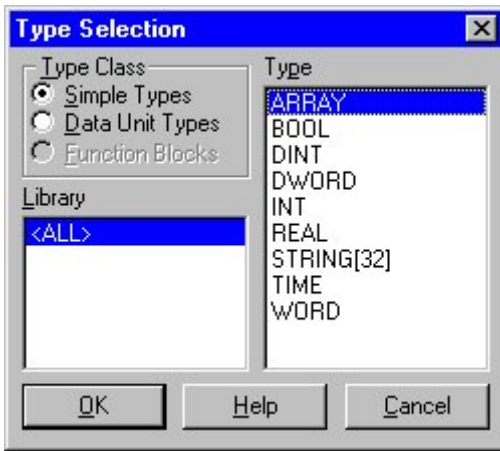 Type Selection
Type Class
Simple Types
Data Unit Types
Function Blocks
Library
<ALL>
Type
ARRAY
BOOL
DINT
DWORD
INT
REAL
STRING[32]
TIME
WORD
OK
Help
Cancel